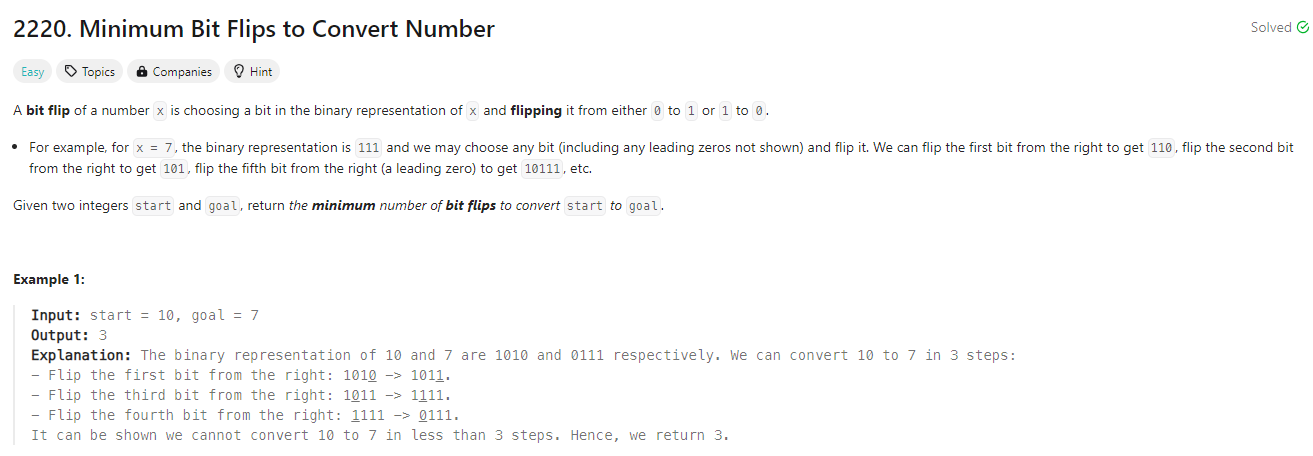 2220. Minimum Bit Flips to Convert Number
Solved
Easy Topics Companies Hint
A bit flip of a number x is choosing a bit in the binary representation of x and flipping it from either 0 to 1 or 1 to 0.
• For example, for x = 7, the binary representation is 111 and we may choose any bit (including any leading zeros not shown) and flip it. We can flip the first bit from the right to get 110, flip the second bit
from the right to get 101, flip the fifth bit from the right (a leading zero) to get 10111, etc.
Given two integers start and goal, return the minimum number of bit flips to convert start to goal.
Example 1:
Input: start = 10, goal = 7
Output: 3
Explanation: The binary representation of 10 and 7 are 1010 and 0111 respectively. We can convert 10 to 7 in 3 steps:
- Flip the first bit from the right: 1010 -> 1011.
- Flip the third bit from the right: 1011 -> 1111.
- Flip the fourth bit from the right: 1111 -> 0111.
It can be shown we cannot convert 10 to 7 in less than 3 steps. Hence, we return 3.